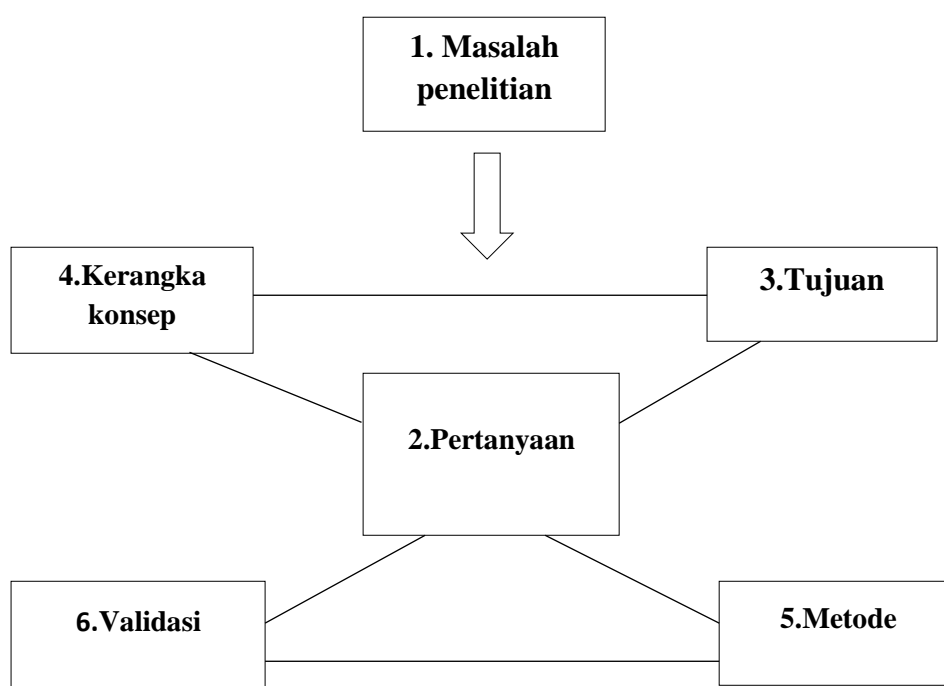 1. Masalah
penelitian
4.Kerangka
konsep
3.Tujuan
2.Pertanyaan
6.Validasi
5.Metode